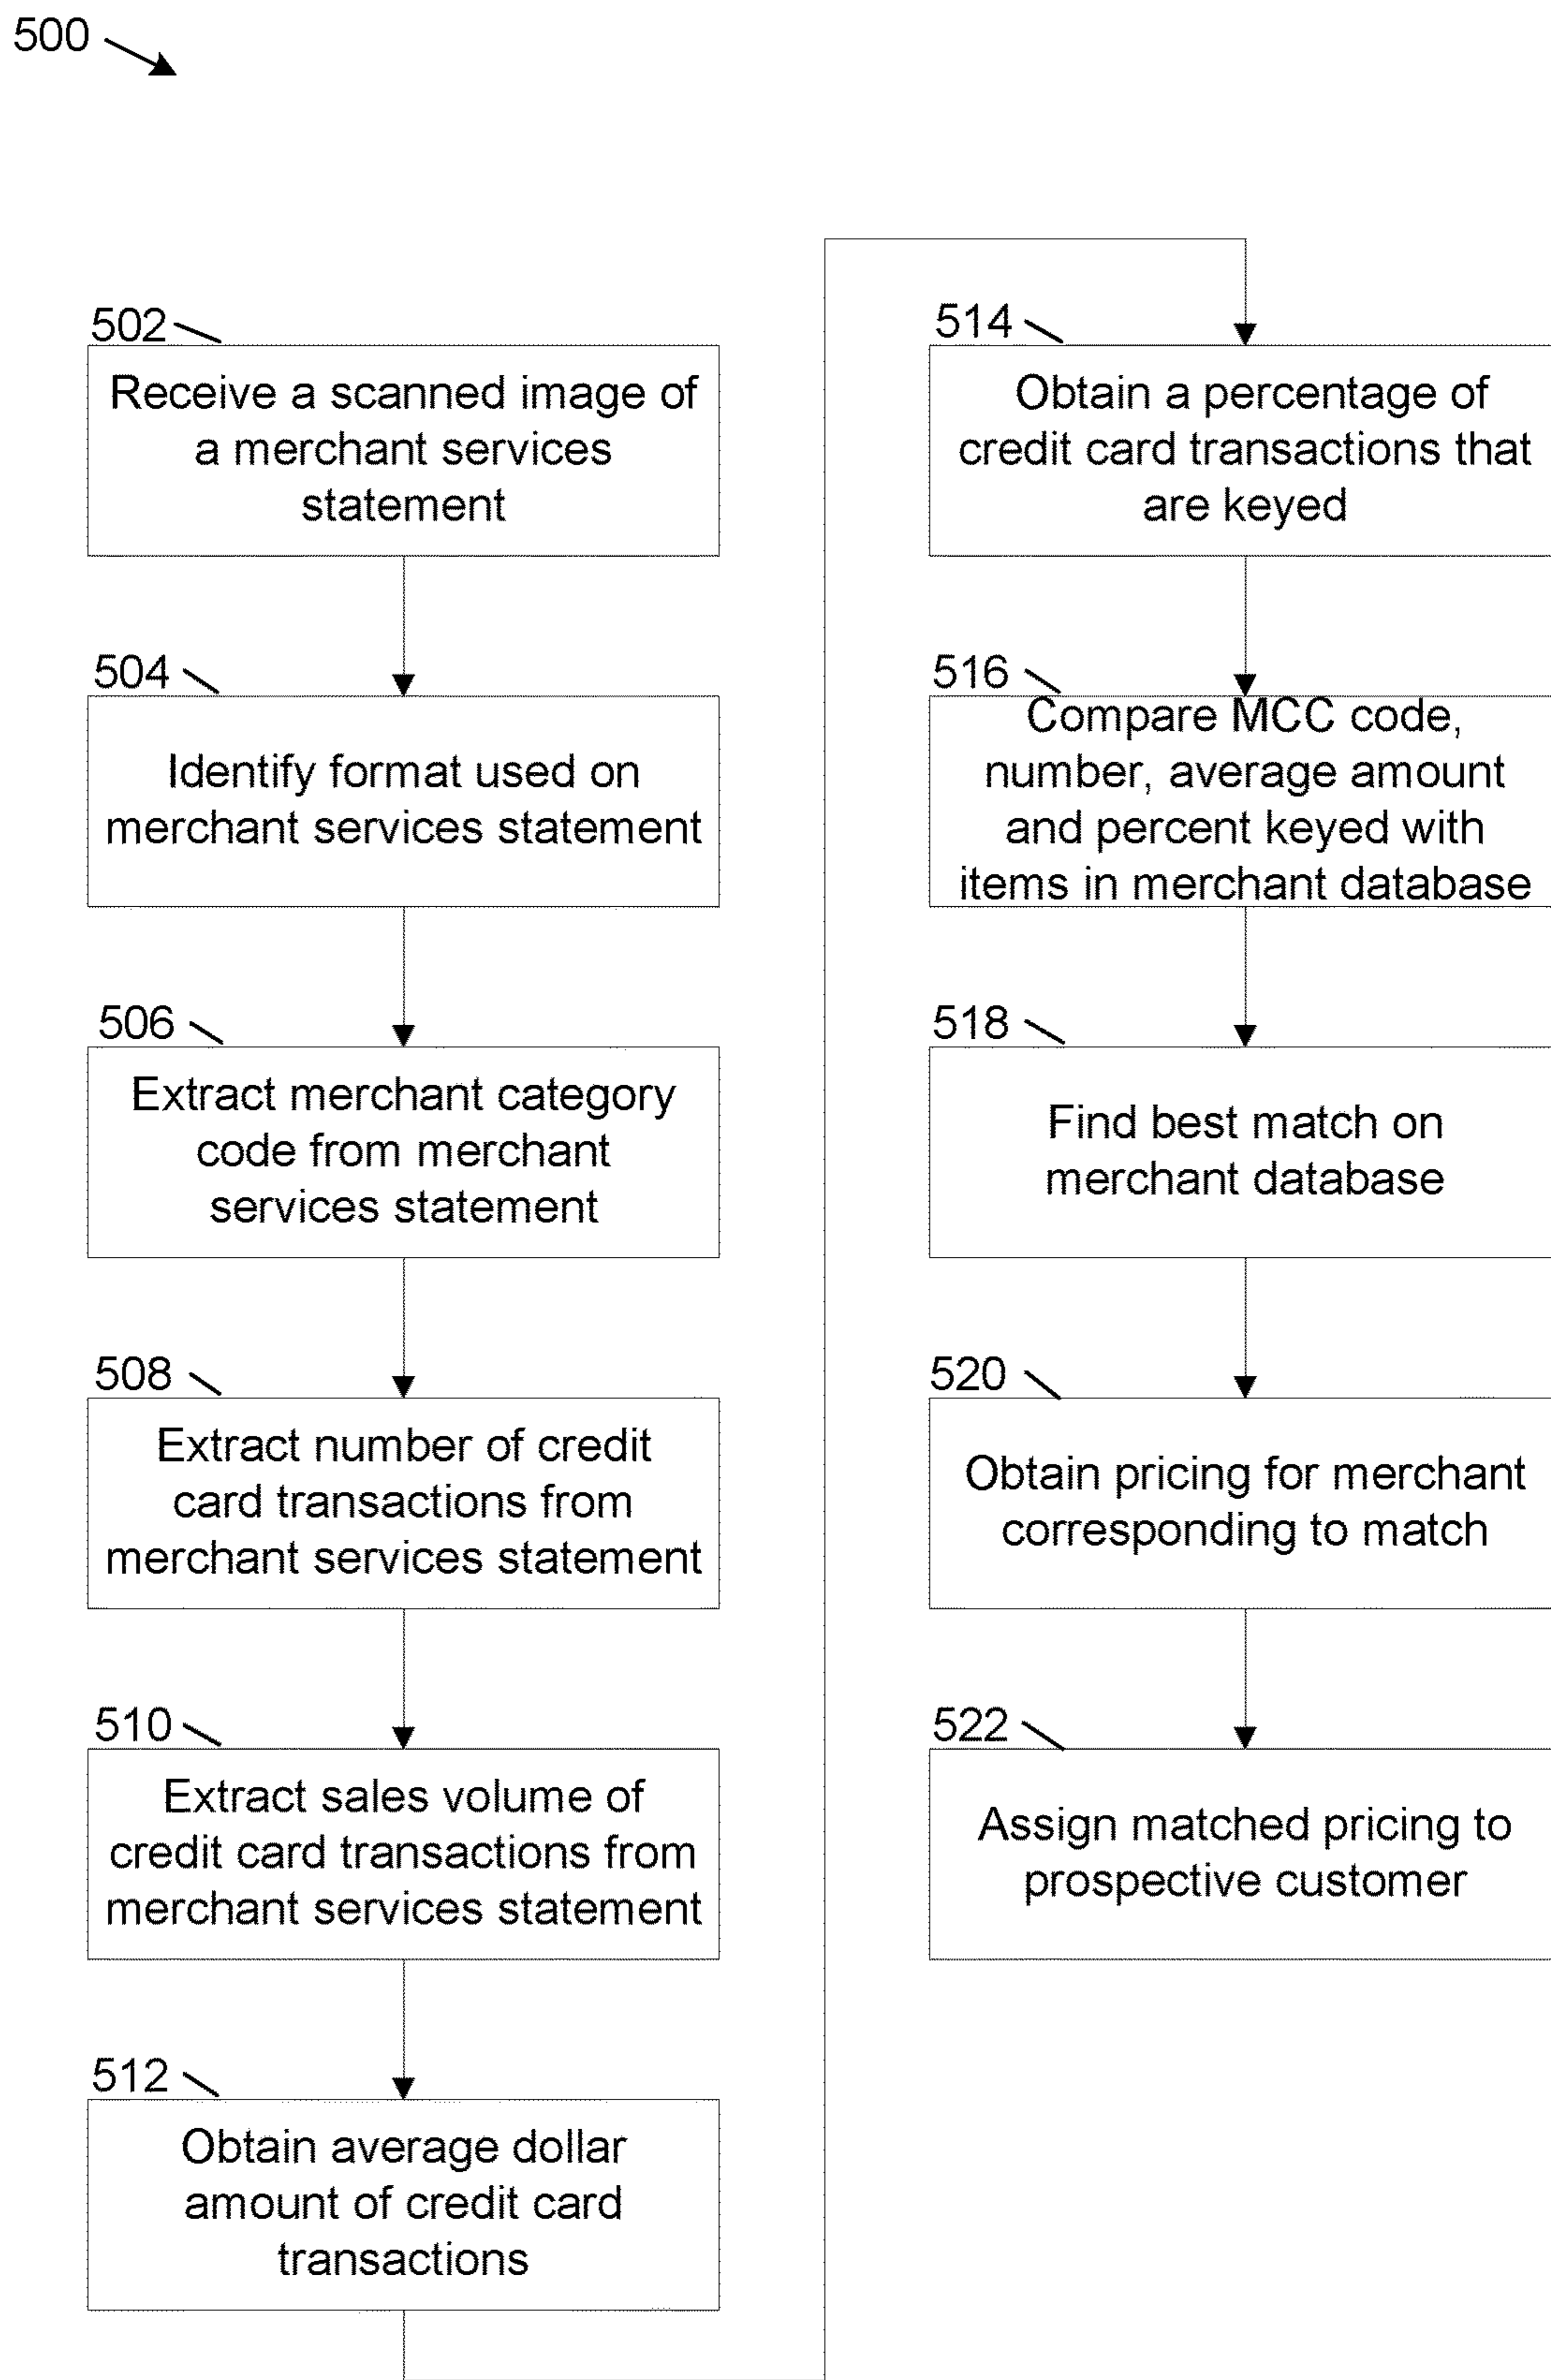 500
502
Receive a scanned image of
a merchant services
statement
504
Identify format used on
merchant services statement
506
Extract merchant category
code from merchant
services statement
508
Extract number of credit
card transactions from
merchant services statement
510
Extract sales volume of
credit card transactions from
merchant services statement
512
Obtain average dollar
amount of credit card
transactions
514
Obtain a percentage of
credit card transactions that
are keyed
516
Compare MCC code,
number, average amount
and percent keyed with
items in merchant database
518
Find best match on
merchant database
520
Obtain pricing for merchant
corresponding to match
522
Assign matched pricing to
prospective customer